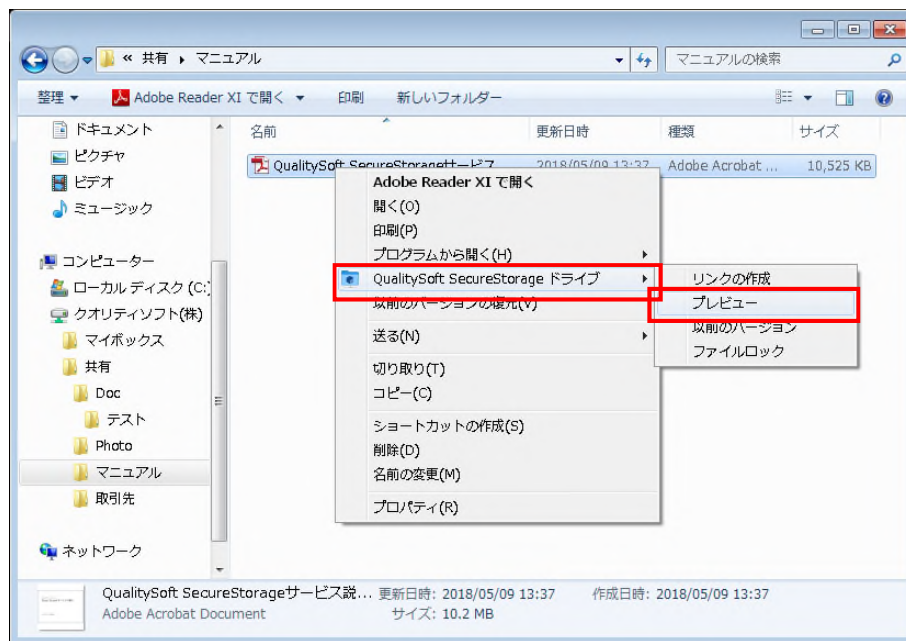 « 共有 ▸ マニュアル
マニュアルの検索
整理 ▼ Adobe Reader XI で開く ▼ 印刷 新しいフォルダー
ドキュメント
ピクチャ
ビデオ
ミュージック
コンピューター
ローカル ディスク (C:
クオリティソフト(株)
マイボックス
共有
Doc
テスト
Photo
マニュアル
取引先
ネットワーク
名前 更新日時 種類 サイズ
QualitySoft SecureStorageサービス 2018/05/09 13:37 Adobe Acrobat ... 10,525 KB
Adobe Reader XI で開く
開く(O)
印刷(P)
プログラムから開く(H)
QualitySoft SecureStorage ドライブ
以前のバージョンの復元(V)
送る(N)
切り取り(T)
コピー(C)
ショートカットの作成(S)
削除(D)
名前の変更(M)
プロパティ(R)
リンクの作成
プレビュー
以前のバージョン
ファイルロック
QualitySoft SecureStorageサービス説... 更新日時: 2018/05/09 13:37 作成日時: 2018/05/09 13:37
Adobe Acrobat Document サイズ: 10.2 MB